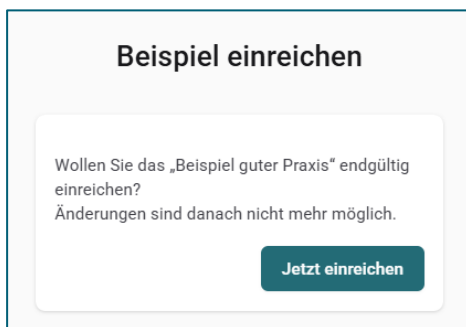 Beispiel einreichen
Wollen Sie das „Beispiel guter Praxis“ endgültig
einreichen?
Änderungen sind danach nicht mehr möglich.
Jetzt einreichen